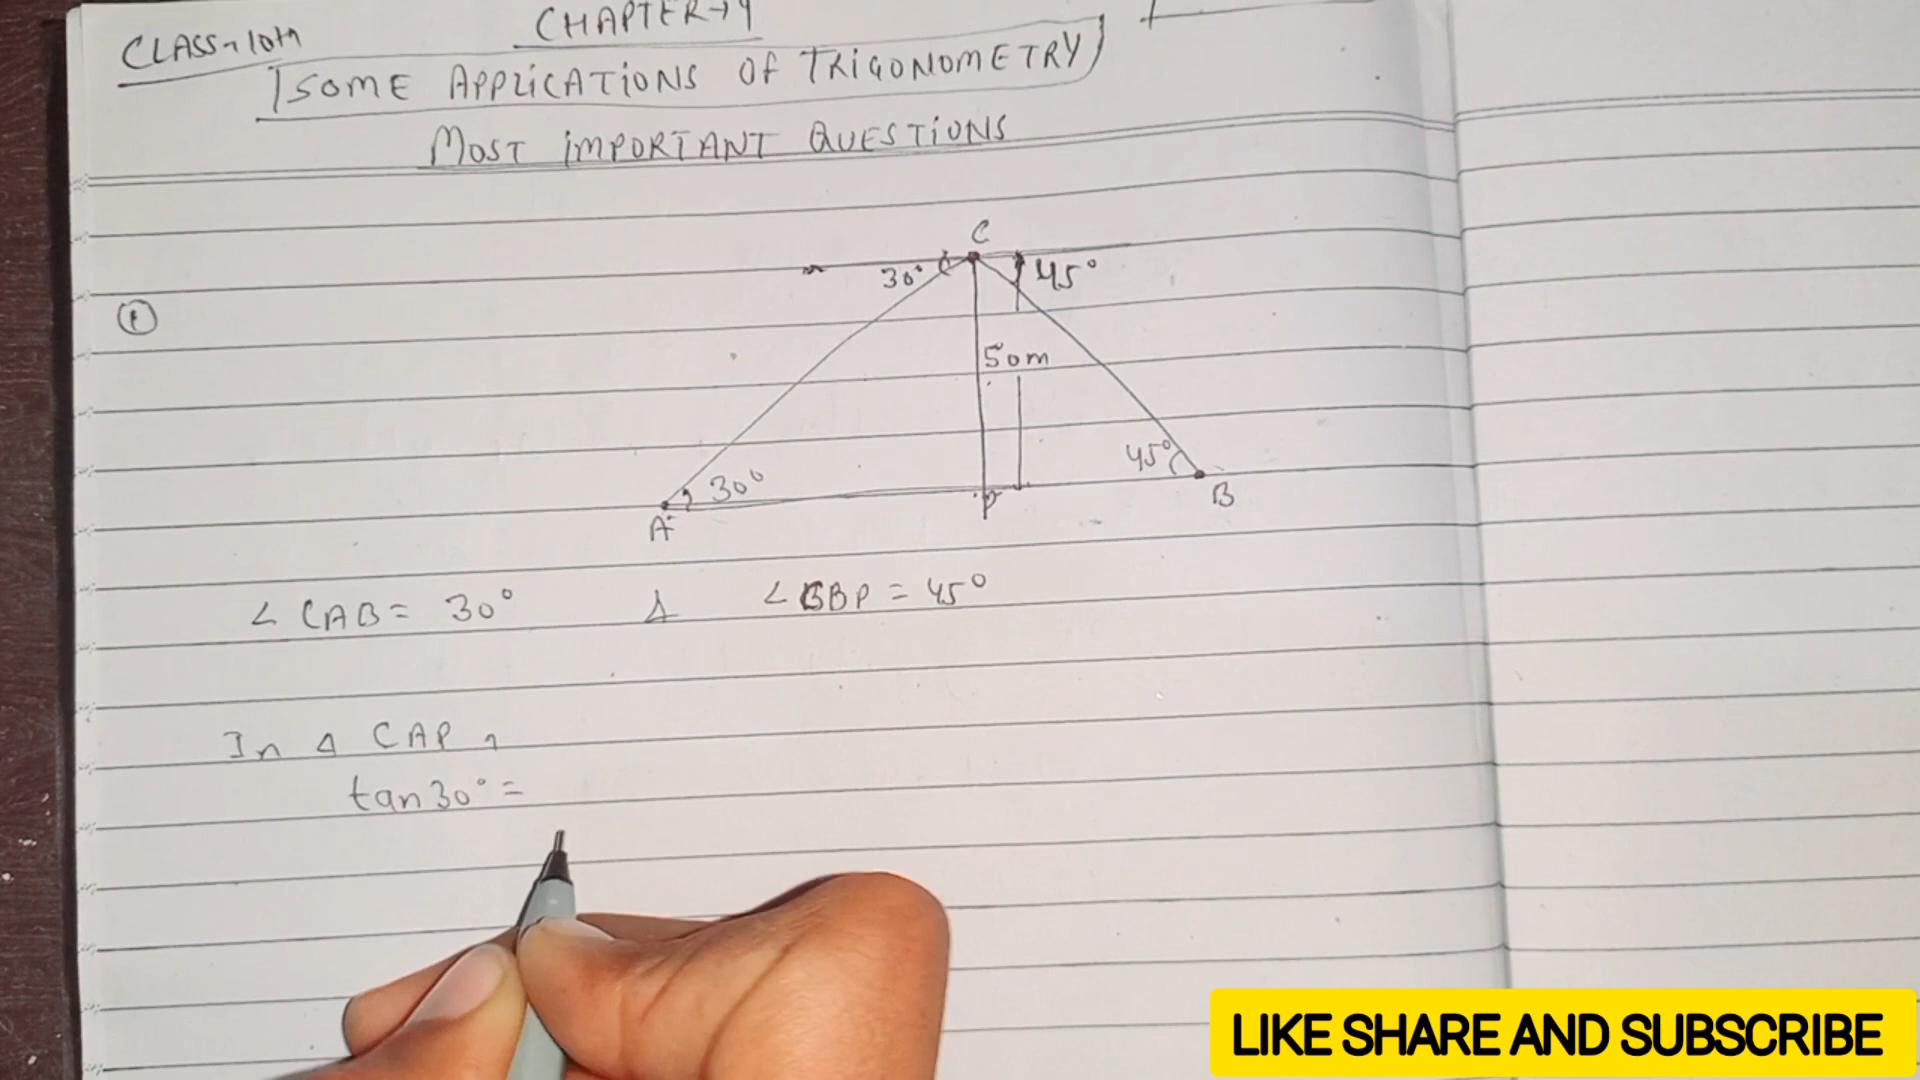 CHAPTER→9
CLASS→10th
SOME APPLICATIONS OF TRIGONOMETRY
MOST IMPORTANT QUESTIONS
C
30° 45°
①
50m
45°
30°
A P B
∠CAB = 30° ∠CBP = 45°
In Δ CAP,
tan30° =
LIKE SHARE AND SUBSCRIBE